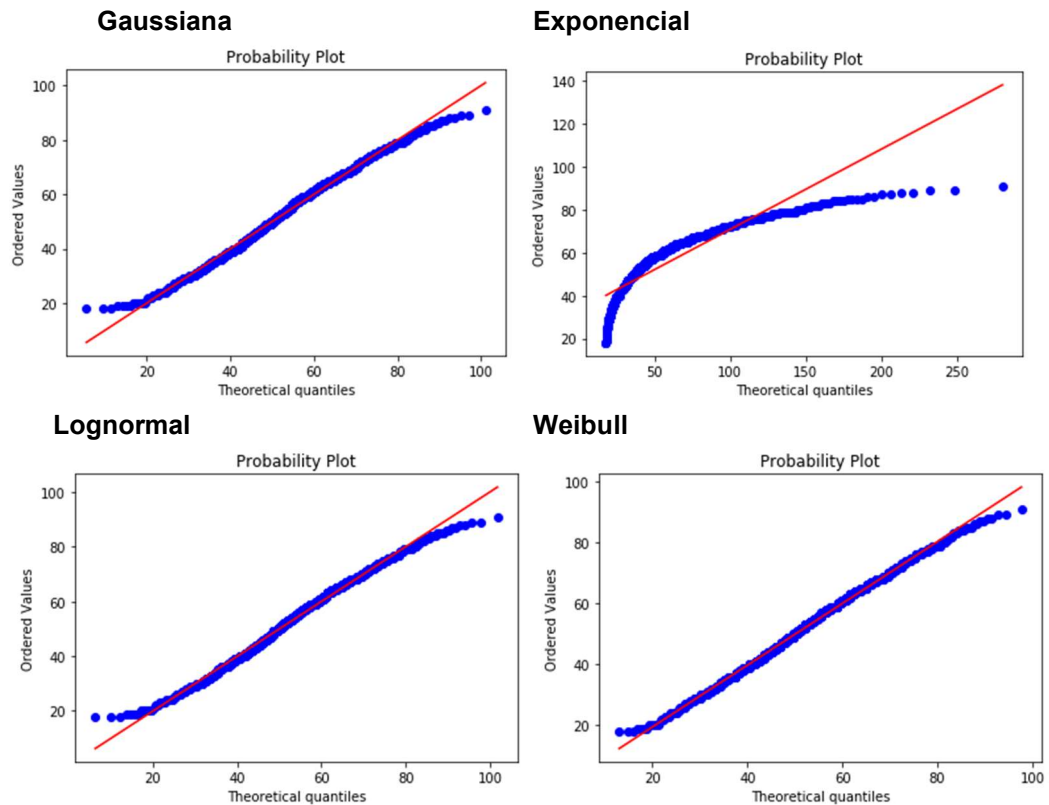 Gaussiana
Probability Plot
100
80
60
40
20
Ordered Values
20 40 60 80 100
Theoretical quantiles
Exponencial
Probability Plot
140
120
100
80
60
40
20
Ordered Values
50 100 150 200 250
Theoretical quantiles
Lognormal
Probability Plot
100
80
60
40
20
Ordered Values
20 40 60 80 100
Theoretical quantiles
Weibull
Probability Plot
100
80
60
40
20
Ordered Values
20 40 60 80 100
Theoretical quantiles